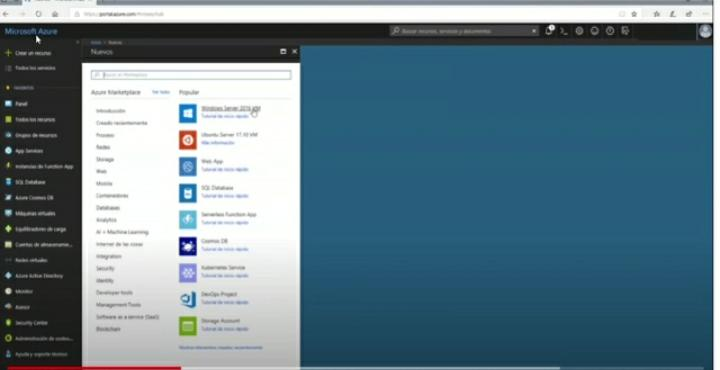 https://portal.azure.com/#create/hub
Microsoft Azure
Buscar recursos, servicios y documentos
Crear un recurso
Todos los servicios
FAVORITOS
Panel
Todos los recursos
Grupos de recursos
App Services
Instancias de Function App
SQL Database
Azure Cosmos DB
Máquinas virtuales
Equilibradores de carga
Cuentas de almacenamie...
Redes virtuales
Azure Active Directory
Monitor
Asesor
Security Center
Administración de costos...
Ayuda y soporte técnico
Inicio > Nuevos
Nuevos
Buscar en Marketplace
Azure Marketplace
Ver todo
Popular
Introducción
Creado recientemente
Proceso
Redes
Storage
Web
Mobile
Contenedores
Databases
Analytics
AI + Machine Learning
Internet de las cosas
Integration
Security
Identity
Developer tools
Management Tools
Software as a service (SaaS)
Blockchain
Windows Server 2016 VM
Tutorial de inicio rápido
Ubuntu Server 17.10 VM
Más información
Web App
Tutorial de inicio rápido
SQL Database
Tutorial de inicio rápido
Serverless Function App
Tutorial de inicio rápido
Cosmos DB
Tutorial de inicio rápido
Kubernetes Service
Tutorial de inicio rápido
DevOps Project
Tutorial de inicio rápido
Storage Account
Tutorial de inicio rápido
Mostrar elementos creados recientemente